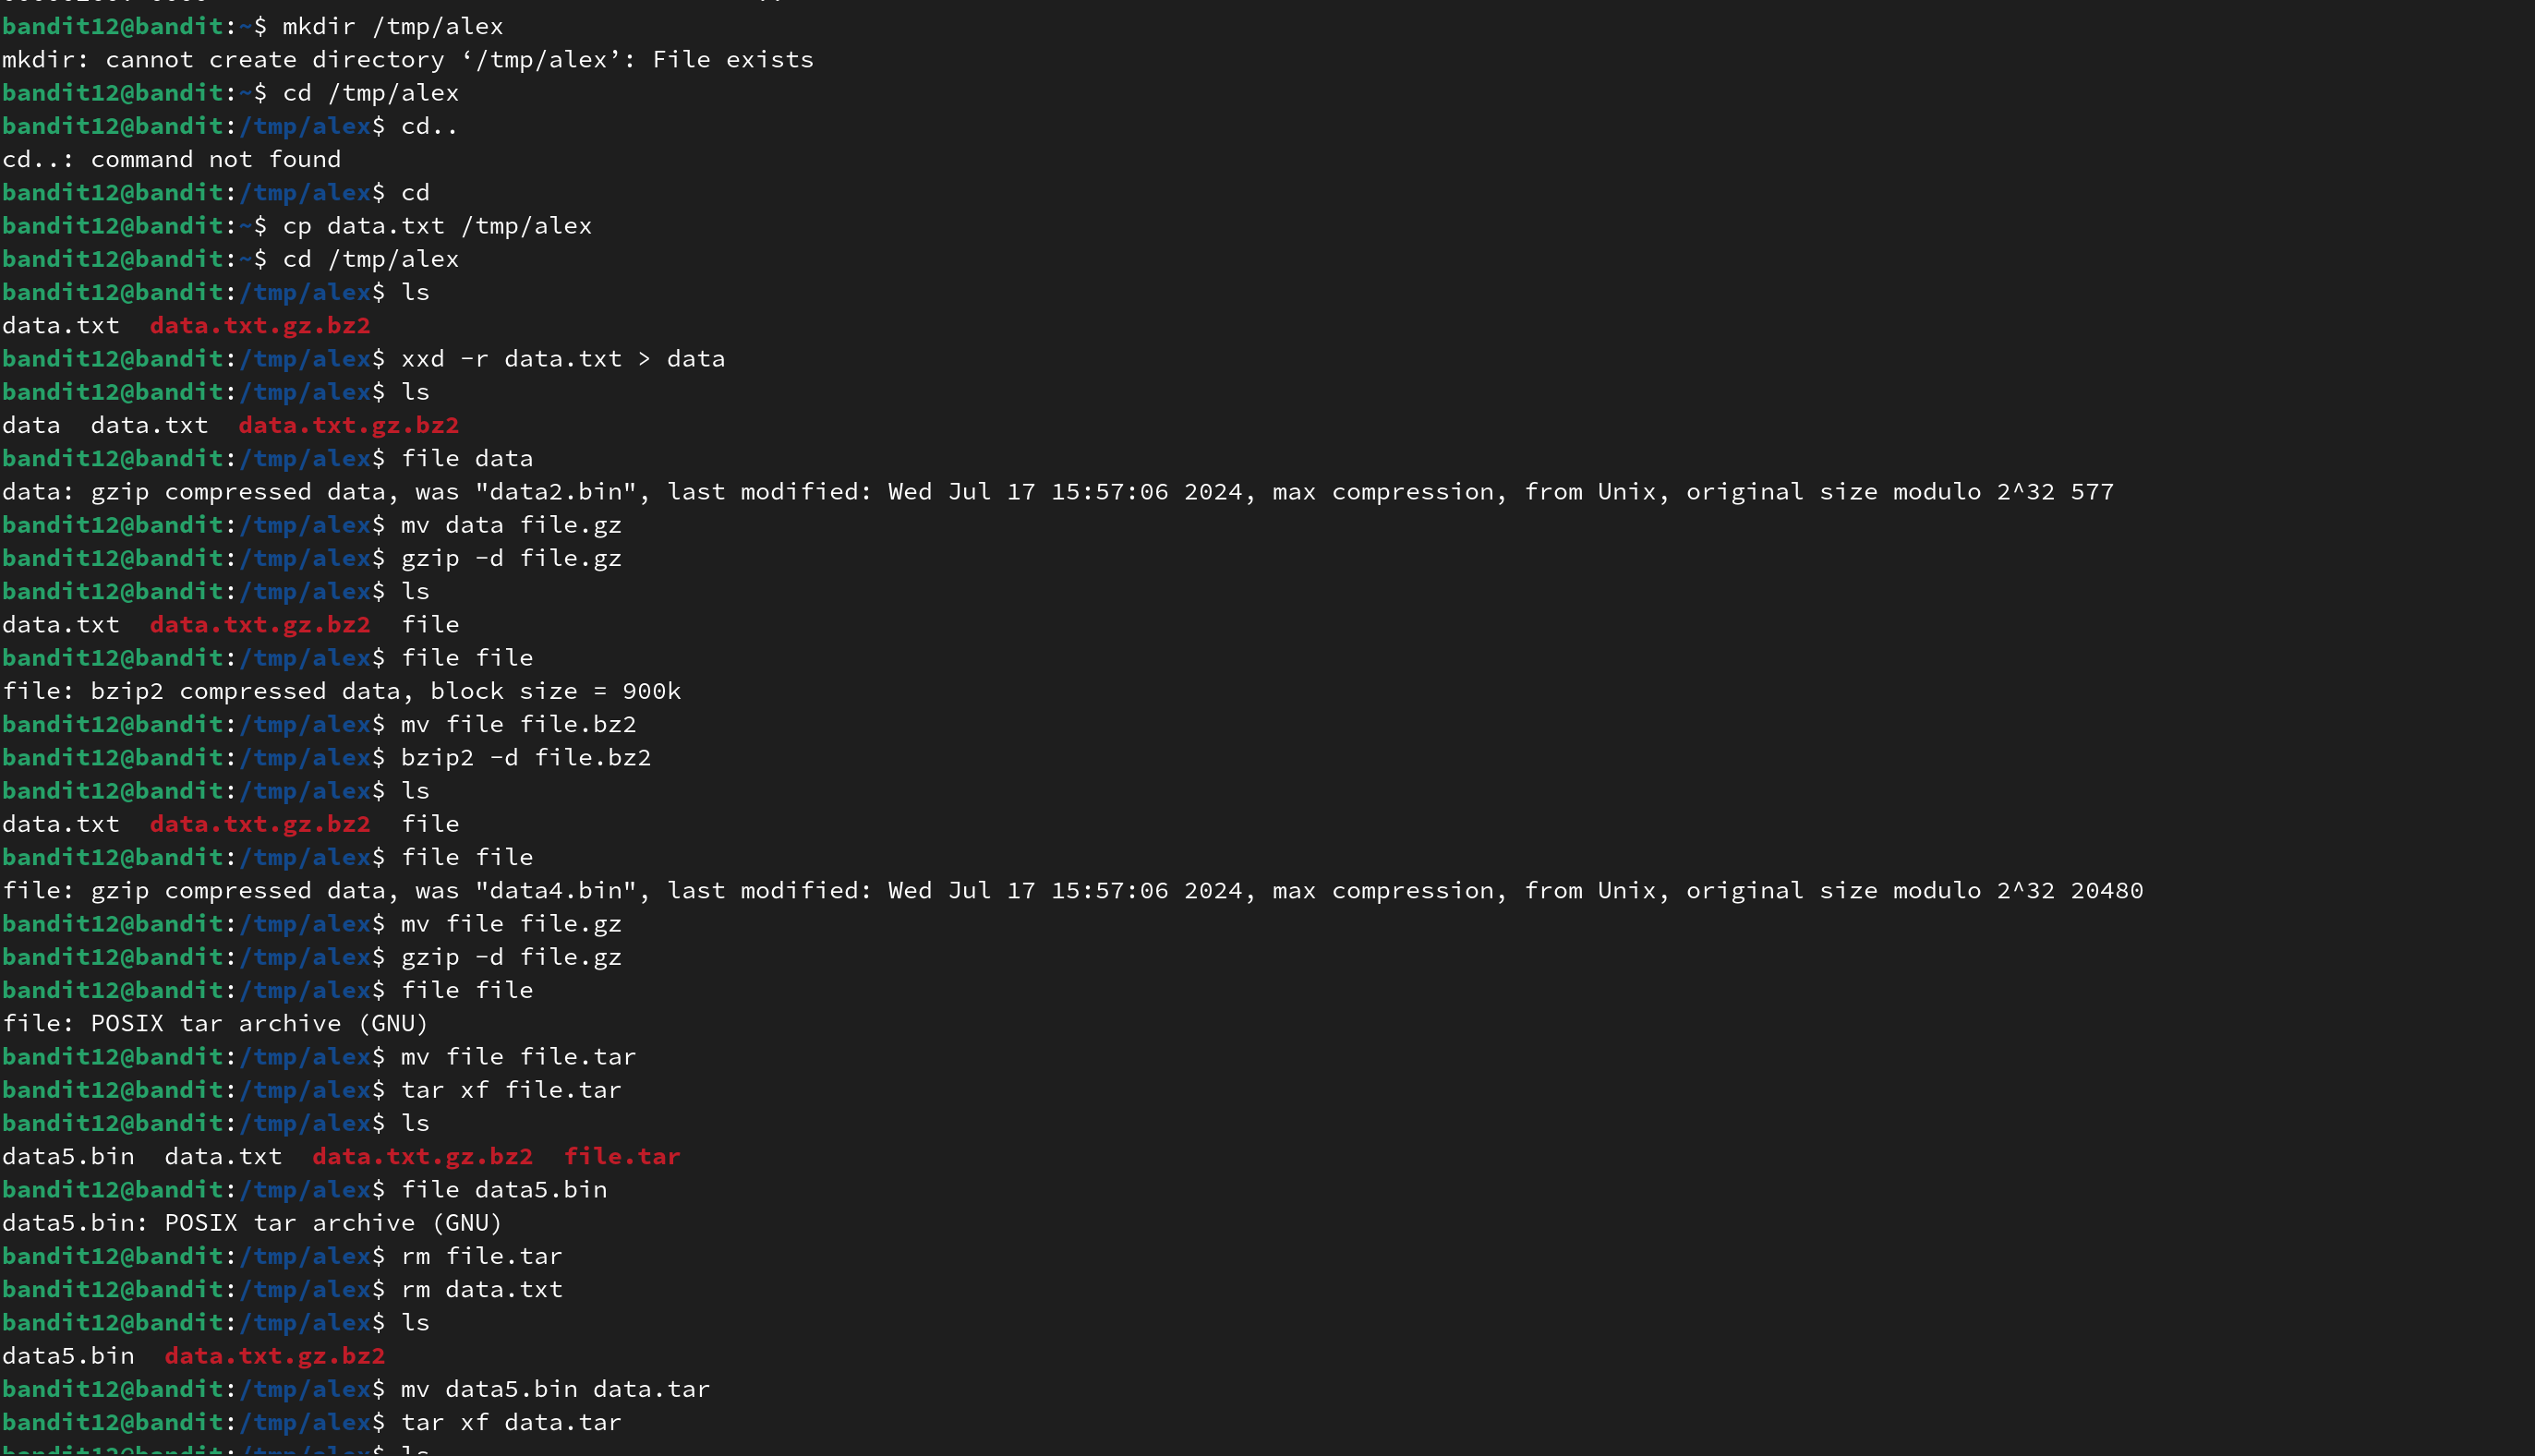 bandit12@bandit:~$ mkdir /tmp/alex
mkdir: cannot create directory ‘/tmp/alex’: File exists
bandit12@bandit:~$ cd /tmp/alex
bandit12@bandit:/tmp/alex$ cd..
cd..: command not found
bandit12@bandit:/tmp/alex$ cd
bandit12@bandit:~$ cp data.txt /tmp/alex
bandit12@bandit:~$ cd /tmp/alex
bandit12@bandit:/tmp/alex$ ls
data.txt  data.txt.gz.bz2
bandit12@bandit:/tmp/alex$ xxd -r data.txt > data
bandit12@bandit:/tmp/alex$ ls
data  data.txt  data.txt.gz.bz2
bandit12@bandit:/tmp/alex$ file data
data: gzip compressed data, was "data2.bin", last modified: Wed Jul 17 15:57:06 2024, max compression, from Unix, original size modulo 2^32 577
bandit12@bandit:/tmp/alex$ mv data file.gz
bandit12@bandit:/tmp/alex$ gzip -d file.gz
bandit12@bandit:/tmp/alex$ ls
data.txt  data.txt.gz.bz2  file
bandit12@bandit:/tmp/alex$ file file
file: bzip2 compressed data, block size = 900k
bandit12@bandit:/tmp/alex$ mv file file.bz2
bandit12@bandit:/tmp/alex$ bzip2 -d file.bz2
bandit12@bandit:/tmp/alex$ ls
data.txt  data.txt.gz.bz2  file
bandit12@bandit:/tmp/alex$ file file
file: gzip compressed data, was "data4.bin", last modified: Wed Jul 17 15:57:06 2024, max compression, from Unix, original size modulo 2^32 20480
bandit12@bandit:/tmp/alex$ mv file file.gz
bandit12@bandit:/tmp/alex$ gzip -d file.gz
bandit12@bandit:/tmp/alex$ file file
file: POSIX tar archive (GNU)
bandit12@bandit:/tmp/alex$ mv file file.tar
bandit12@bandit:/tmp/alex$ tar xf file.tar
bandit12@bandit:/tmp/alex$ ls
data5.bin  data.txt  data.txt.gz.bz2  file.tar
bandit12@bandit:/tmp/alex$ file data5.bin
data5.bin: POSIX tar archive (GNU)
bandit12@bandit:/tmp/alex$ rm file.tar
bandit12@bandit:/tmp/alex$ rm data.txt
bandit12@bandit:/tmp/alex$ ls
data5.bin  data.txt.gz.bz2
bandit12@bandit:/tmp/alex$ mv data5.bin data.tar
bandit12@bandit:/tmp/alex$ tar xf data.tar
bandit12@bandit:/tmp/alex$ ls